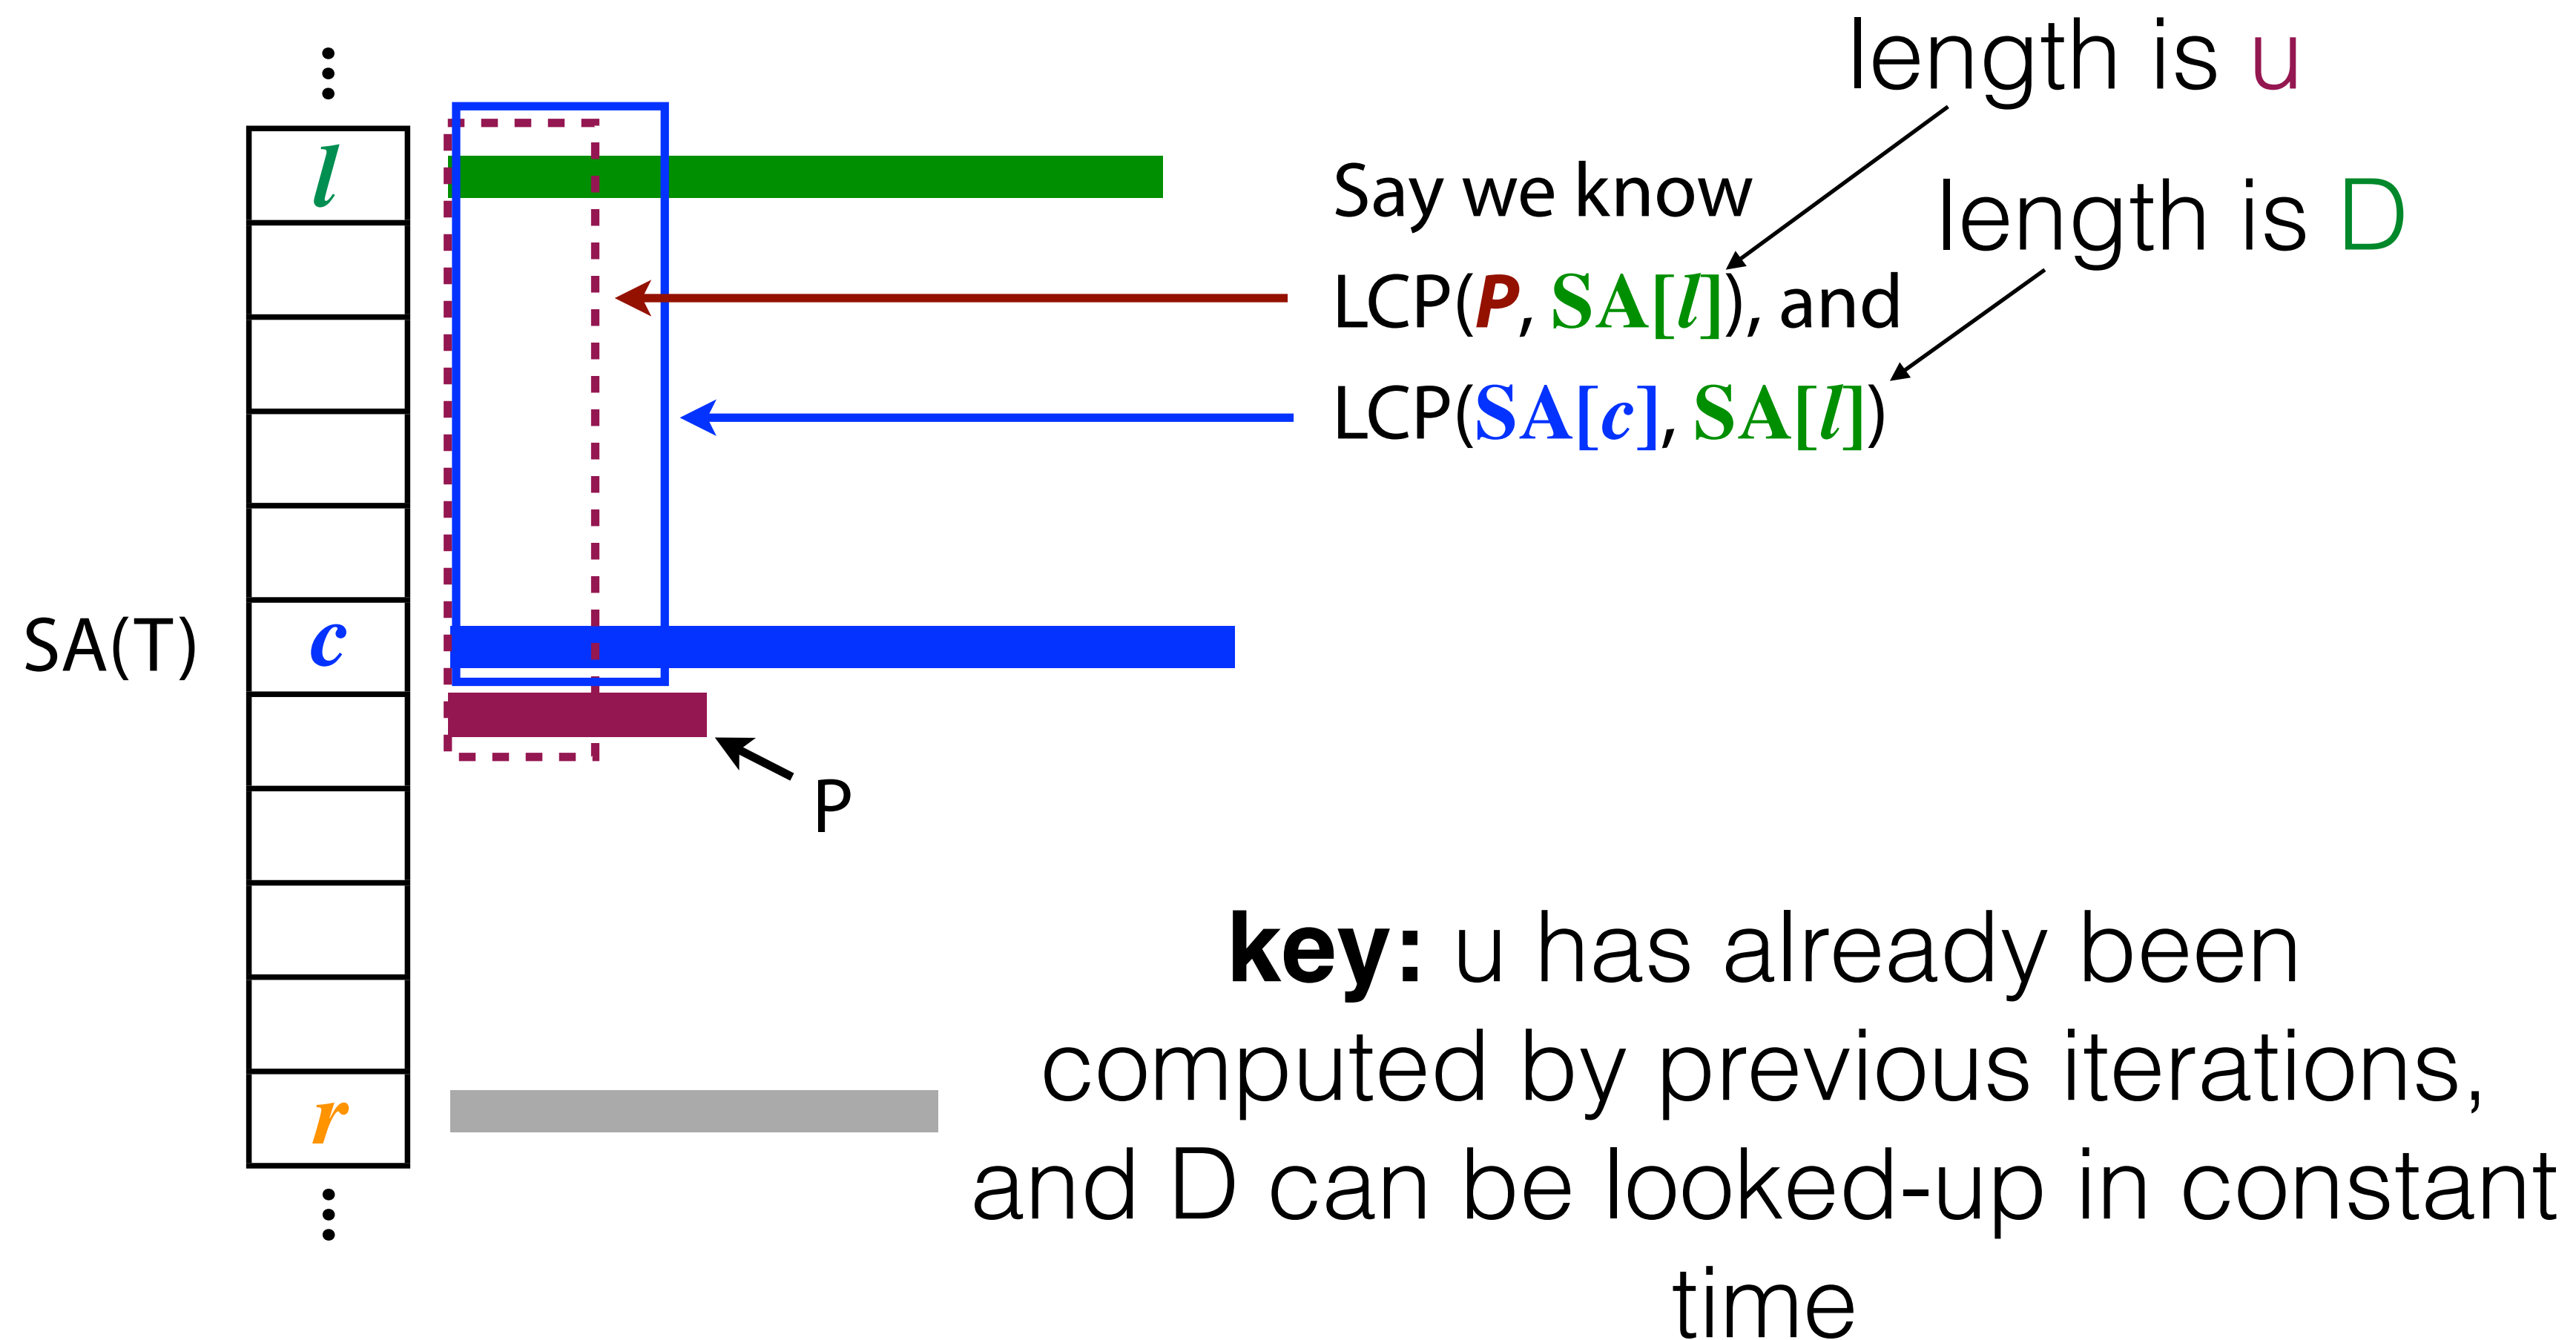 length is u
l
Say we know
length is D
LCP(P, SA[l]), and
LCP(SA[c], SA[l])
SA(T)
c
P
key: u has already been
computed by previous iterations,
r
and D can be looked-up in constant
time